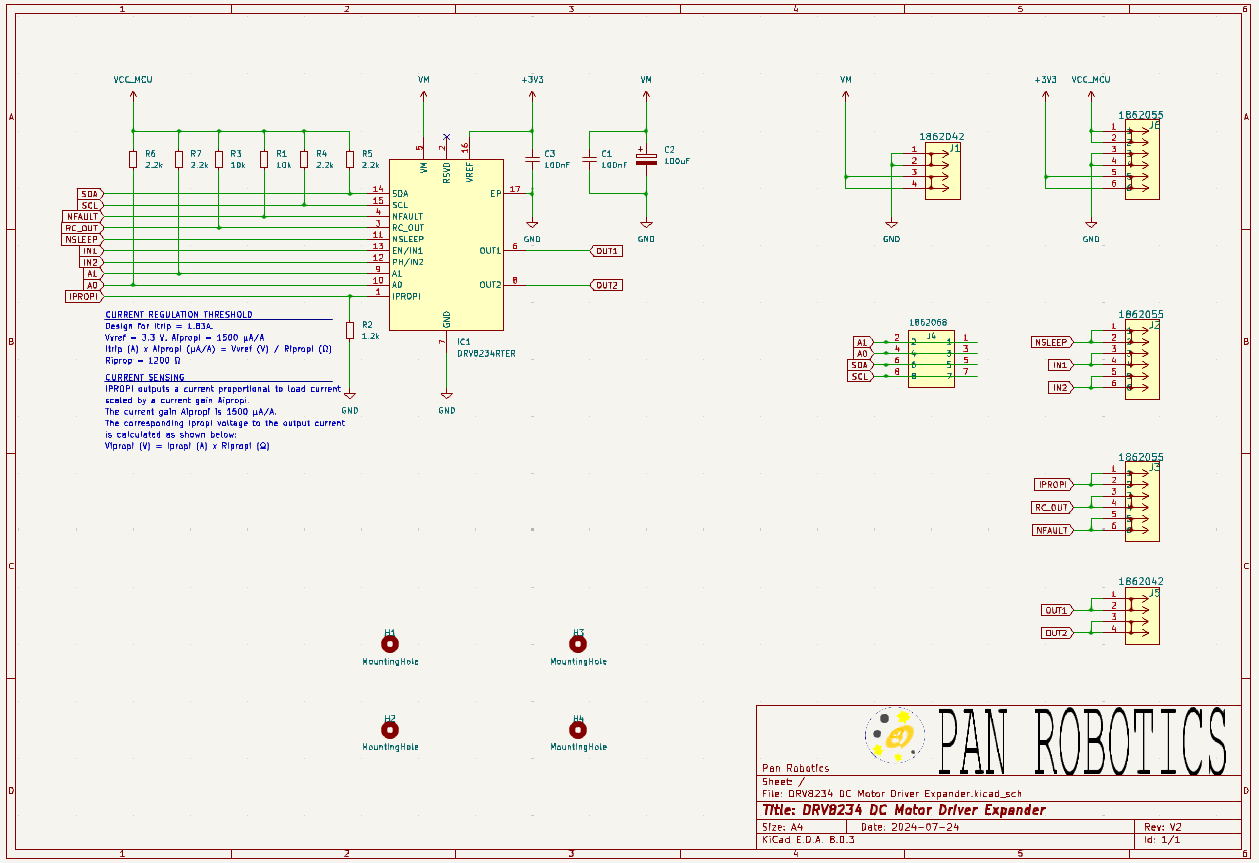 1 2 3 4 5 6
A A
B B
C C
D D
VCC_MCU
VM
+3V3
VM
R6 2.2k
R7 2.2k
R3 10k
R1 10k
R4 2.2k
R5 2.2k
5 VM
2 RSVD
16 VREF
C3 100nF
C1 100nF
C2 100uF
SDA 14 SDA
SCL 15 SCL
NFAULT 4 NFAULT
RC_OUT 3 RC_OUT
NSLEEP 11 NSLEEP
IN1 13 EN/IN1
IN2 12 PH/IN2
A1 9 A1
A0 10 A0
IPROPI 1 IPROPI
EP 17
OUT1 6 OUT1
OUT2 8 OUT2
GND 7
GND
GND
IC1
DRV8234RTER
R2
1.2k
GND
GND
CURRENT REGULATION THRESHOLD
Design for Itrip = 1.83A.
Vvref = 3.3 V, Aipropi = 1500 µA/A
Itrip (A) x Aipropi (µA/A) = Vvref (V) / Ripropi (Ω)
Riprop = 1200 Ω
CURRENT SENSING
IPROPI outputs a current proportional to load current
scaled by a current gain Aipropi.
The current gain Aipropi is 1500 µA/A.
The corresponding Ipropi voltage to the output current
is calculated as shown below:
Vipropi (V) = Ipropi (A) x Ripropi (Ω)
VM
1862042
J1
1
2
3
4
GND
+3V3
VCC_MCU
1862055
J6
1
2
3
4
5
6
GND
1862068
J4
A1 2 2 1 1
A0 4 4 3 3
SDA 6 6 5 5
SCL 8 8 7 7
1862055
J2
1
NSLEEP 2
3
IN1 4
5
IN2 6
1862055
J3
1
IPROPI 2
3
RC_OUT 4
5
NFAULT 6
1862042
J5
1
OUT1 2
3
OUT2 4
H1
MountingHole
H3
MountingHole
H2
MountingHole
H4
MountingHole
PAN ROBOTICS
Pan Robotics
Sheet: /
File: DRV8234 DC Motor Driver Expander.kicad_sch
Title: DRV8234 DC Motor Driver Expander
Size: A4 Date: 2024-07-24 Rev: V2
KiCad E.D.A. 8.0.3 Id: 1/1
1 2 3 4 5 6